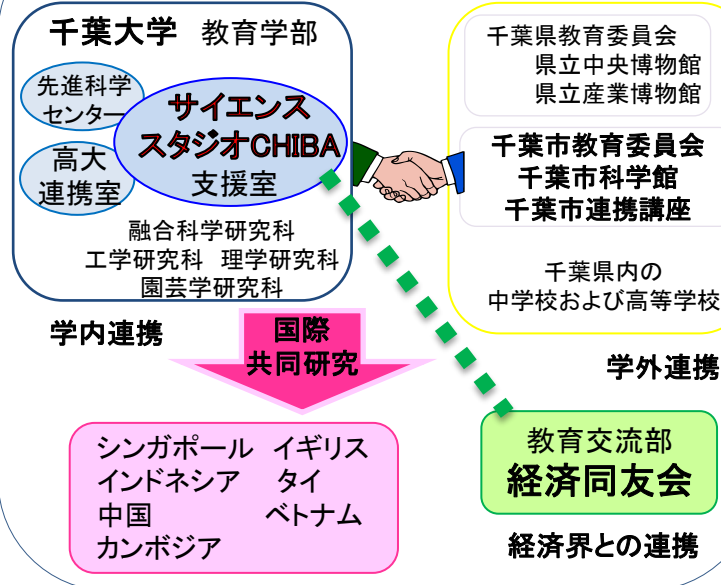 千葉大学 教育学部
先進科学
センター
サイエンス
スタジオCHIBA
支援室
高大
連携室
融合科学研究科
工学研究科 理学研究科
園芸学研究科
学内連携
千葉県教育委員会
県立中央博物館
県立産業博物館
千葉市教育委員会
千葉市科学館
千葉市連携講座
千葉県内の
中学校および高等学校
学外連携
国際
共同研究
シンガポール イギリス
インドネシア タイ
中国 ベトナム
カンボジア
教育交流部
経済同友会
経済界との連携